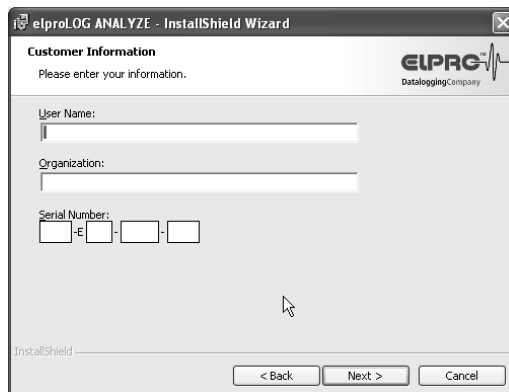 elproLOG ANALYZE - InstallShield Wizard
Customer Information
Please enter your information.
ELPRO™
DataloggingCompany
User Name:
Organization:
Serial Number:
-E - -
InstallShield
< Back Next > Cancel